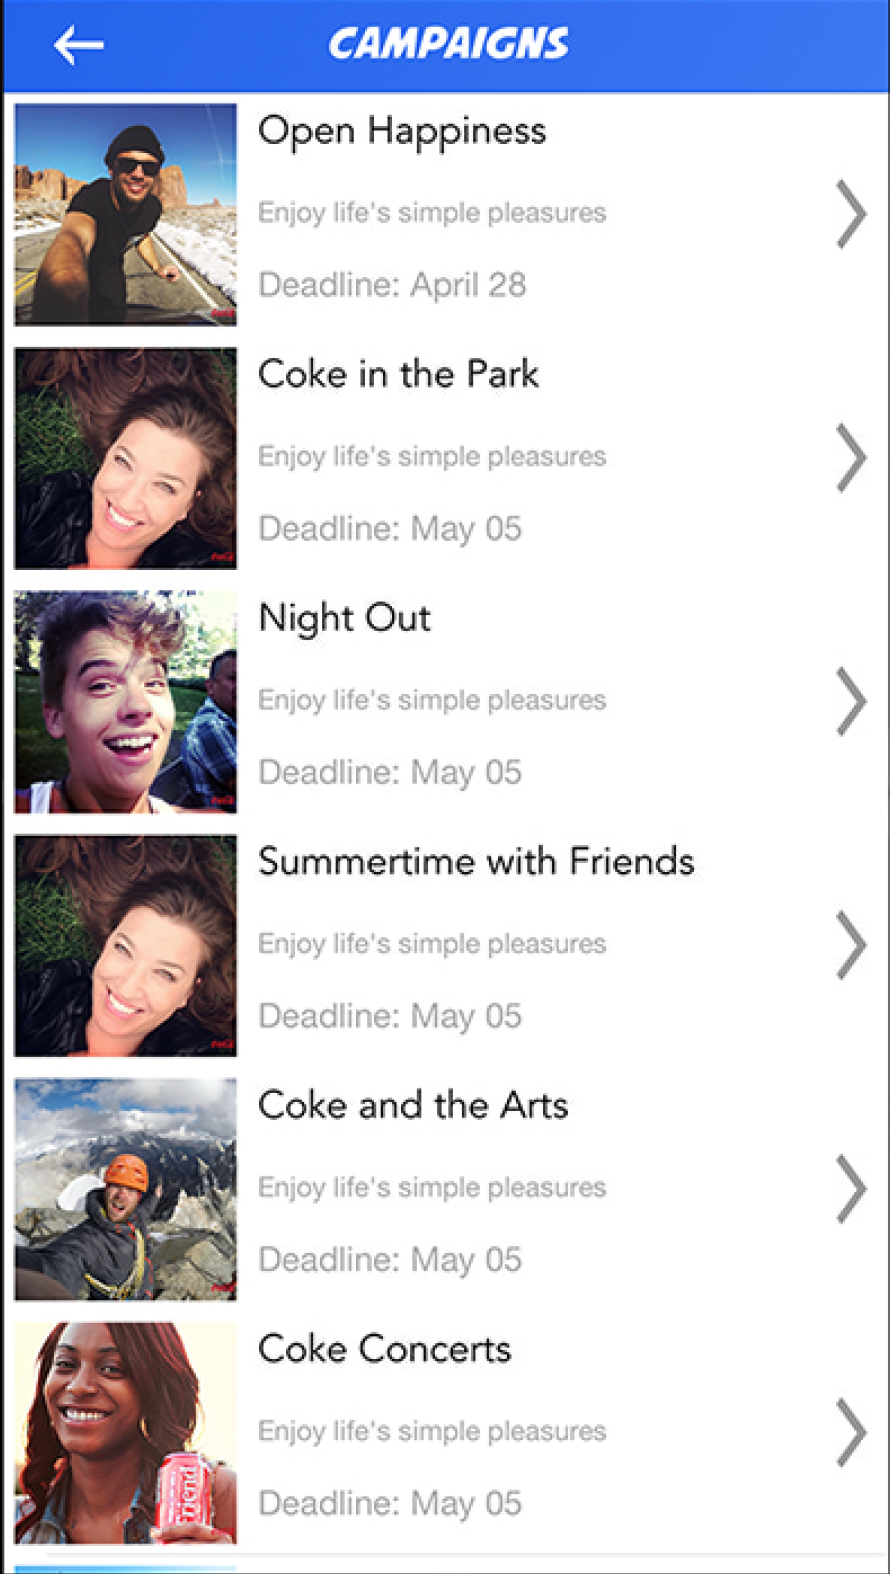 CAMPAIGNS
Open Happiness
Enjoy life's simple pleasures
Deadline: April 28
Coke in the Park
Enjoy life's simple pleasures
Deadline: May 05
Night Out
Enjoy life's simple pleasures
Deadline: May 05
Summertime with Friends
Enjoy life's simple pleasures
Deadline: May 05
Coke and the Arts
Enjoy life's simple pleasures
Deadline: May 05
Coke Concerts
Enjoy life's simple pleasures
Deadline: May 05
Friend